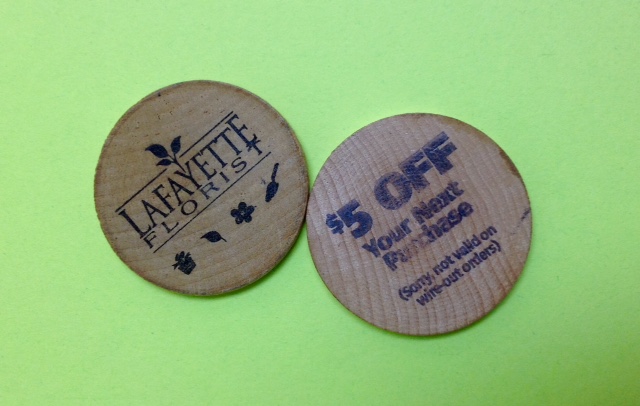 LAFAYETTE
FLORIST
$5 OFF
Your Next
Purchase
(Sorry, not valid on
wire-out orders)